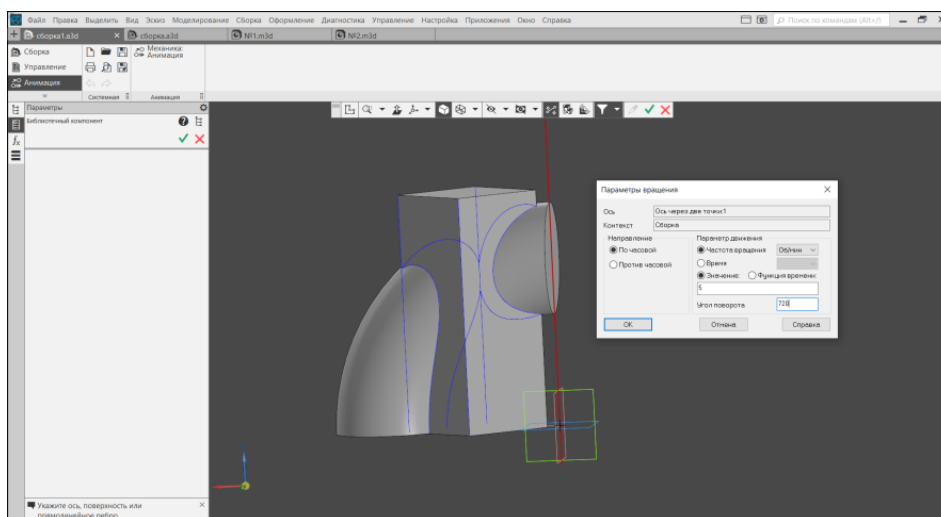 Файл Правка Выделить Вид Эскиз Моделирование Сборка Оформление Диагностика Управление Настройка Приложения Окно Справка
Поиск по командам (Alt+/)
сборка1.a3d
сборка.a3d
№1.m3d
№2.m3d
Сборка
Управление
Анимация
Механика:
Анимация
Системная
Анимация
Параметры
Библиотечный компонент
Укажите ось, поверхность или
прямолинейное ребро
Параметры вращения
Ось
Ось через две точки:1
Контекст
Сборка
Направление
По часовой
Против часовой
Параметр движения
Частота вращения
Об/мин
Время
Значение:
Функция времени:
5
Угол поворота
720
ОК
Отмена
Справка